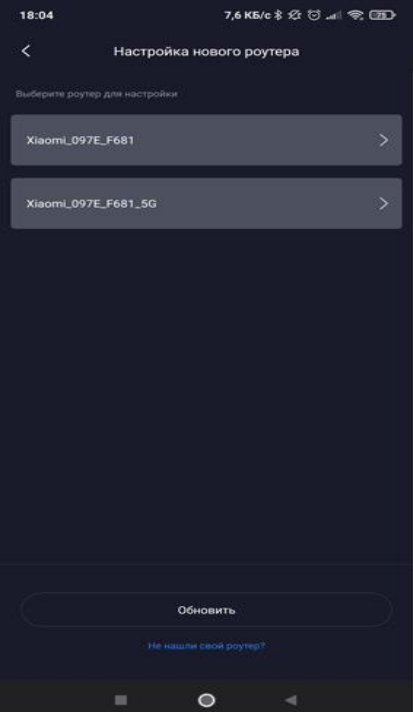 18:04 7,6 КБ/с 25
Настройка нового роутера
Выберите роутер для настройки
Xiaomi_097E_F681
Xiaomi_097E_F681_5G
Обновить
Не нашли свой роутер?